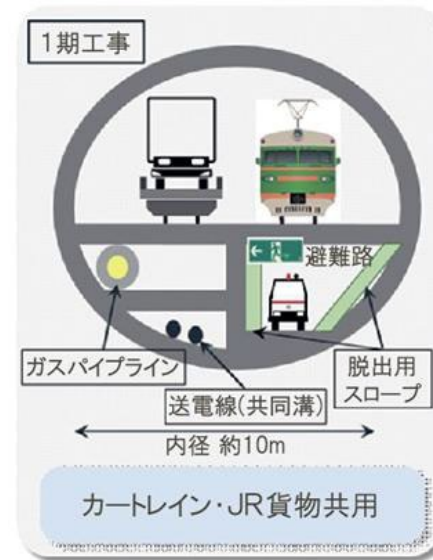 1期工事
避難路
ガスパイプライン
脱出用
スロープ
送電線(共同溝)
内径 約10m
カートレイン・JR貨物共用